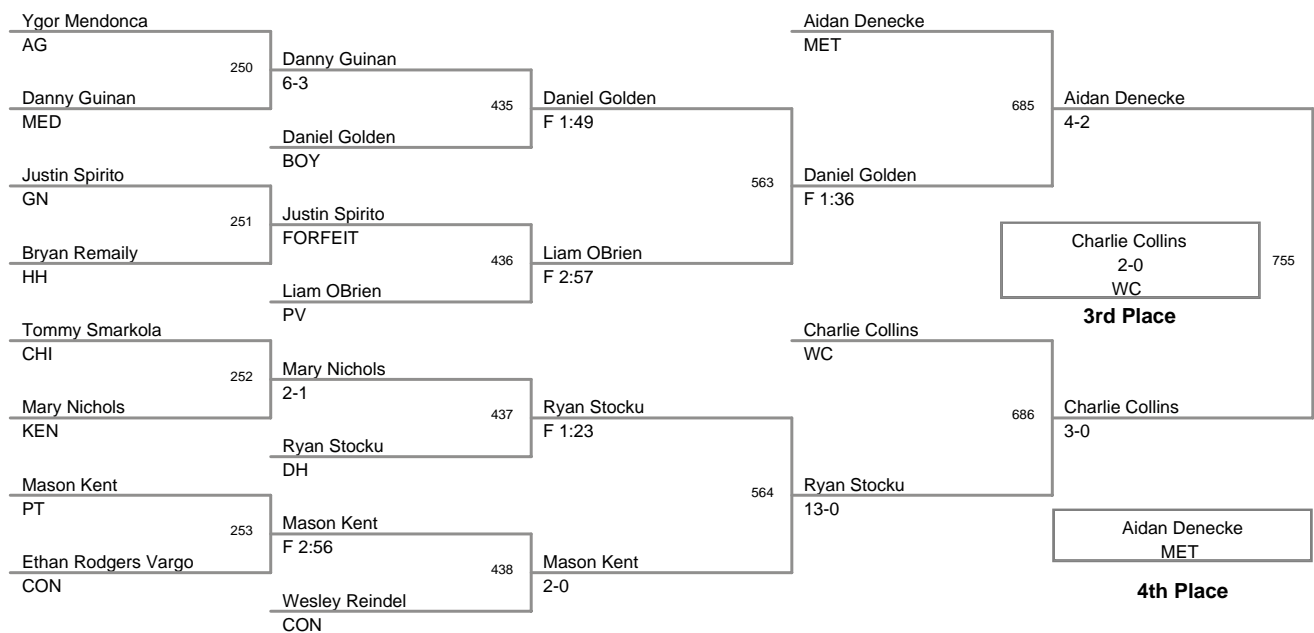 Ygor Mendonca
AG
250
Danny Guinan
MED
Danny Guinan
6-3
435
Daniel Golden
BOY
Daniel Golden
F 1:49
Justin Spirito
GN
251
Bryan Remaily
HH
Justin Spirito
FORFEIT
436
Liam OBrien
PV
Liam OBrien
F 2:57
563
Daniel Golden
F 1:36
Aidan Denecke
MET
685
Aidan Denecke
4-2
Tommy Smarkola
CHI
252
Mary Nichols
KEN
Mary Nichols
2-1
437
Ryan Stocku
DH
Ryan Stocku
F 1:23
Mason Kent
PT
253
Ethan Rodgers Vargo
CON
Mason Kent
F 2:56
438
Wesley Reindel
CON
Mason Kent
2-0
564
Ryan Stocku
13-0
Charlie Collins
WC
686
Charlie Collins
3-0
755
Charlie Collins
2-0
WC
3rd Place
Aidan Denecke
MET
4th Place